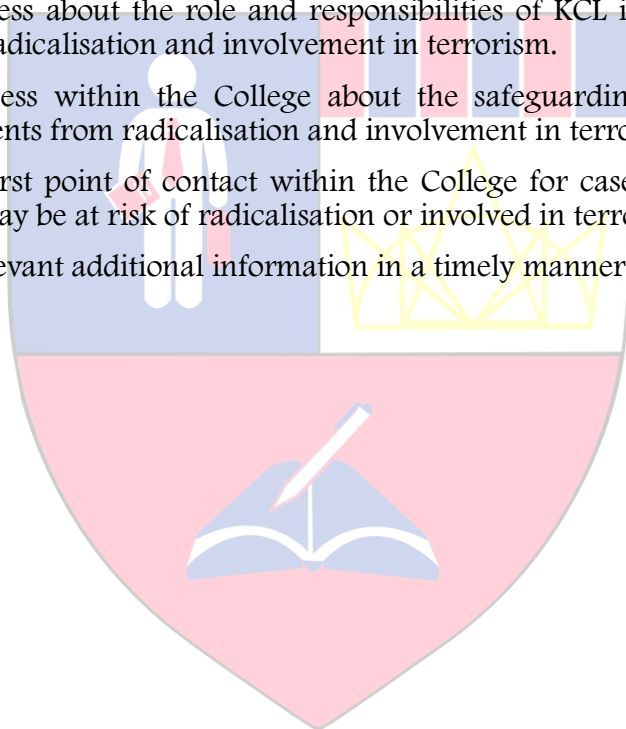 ess about the role and responsibilities of KCL i
adicalisation and involvement in terrorism.
ess within the College about the safeguardin
ents from radicalisation and involvement in terro
rst point of contact within the College for case
ay be at risk of radicalisation or involved in terro
evant additional information in a timely manner